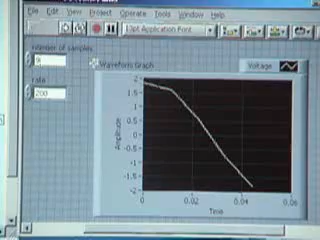 File Edit View Project Operate Tools Window Help
13pt Application Font
number of samples
9
rate
200
Waveform Graph
Voltage
Amplitude
2
1.5
1
0.5
0
-0.5
-1
-1.5
-2
0 0.02 0.04 0.06
Time